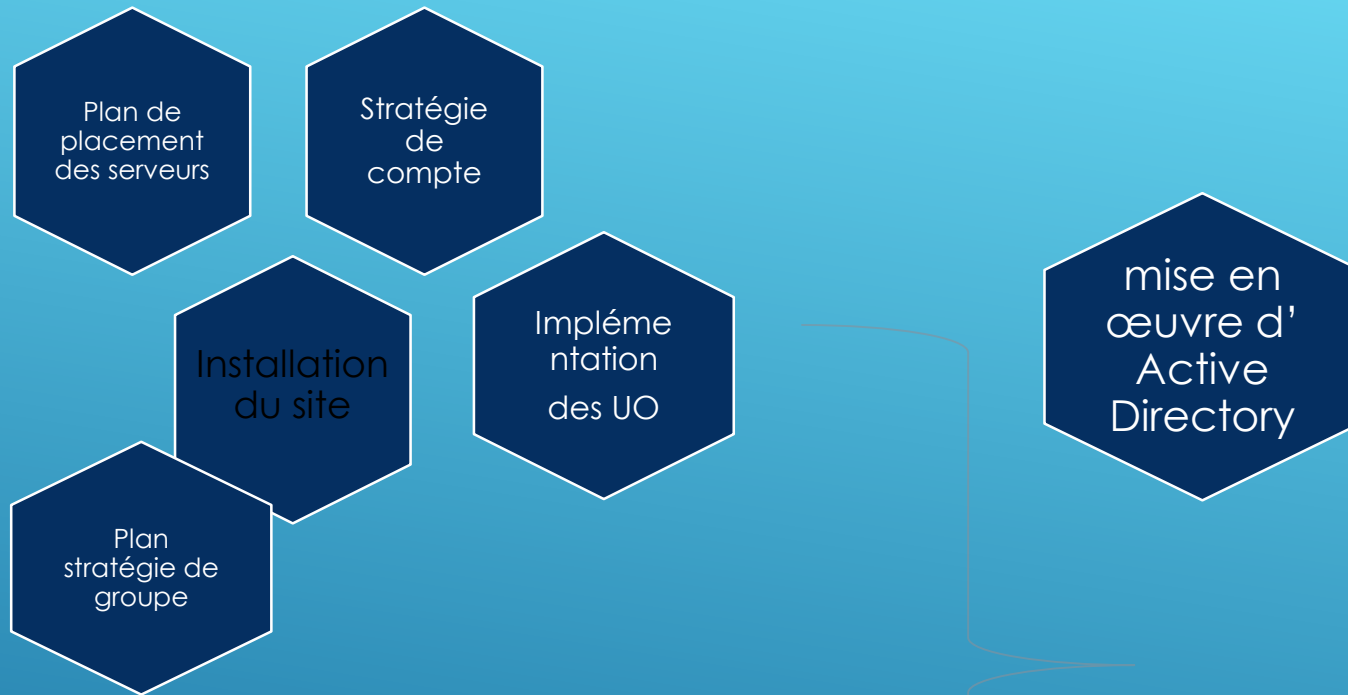 Plan de
placement
des serveurs
Stratégie
de
compte
Installation
du site
Impléme
ntation
des UO
Plan
stratégie de
groupe
mise en
œuvre d’
Active
Directory